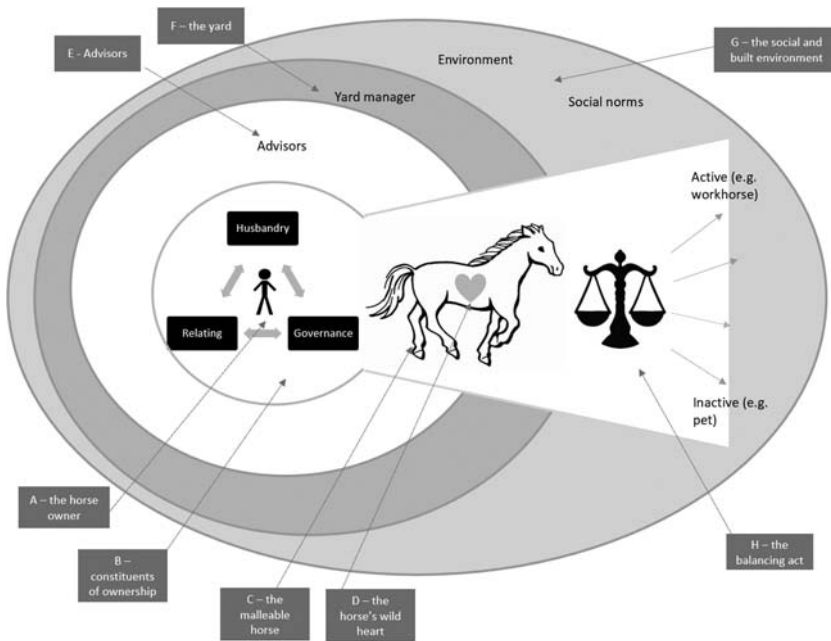 F – the yard
E - Advisors
G – the social and
built environment
Environment
Yard manager
Social norms
Advisors
Active (e.g.
workhorse)
Husbandry
Relating
Governance
Inactive (e.g.
pet)
A – the horse
owner
B –
constituents
of ownership
C – the
malleable
horse
D – the
horse's wild
heart
H – the
balancing act